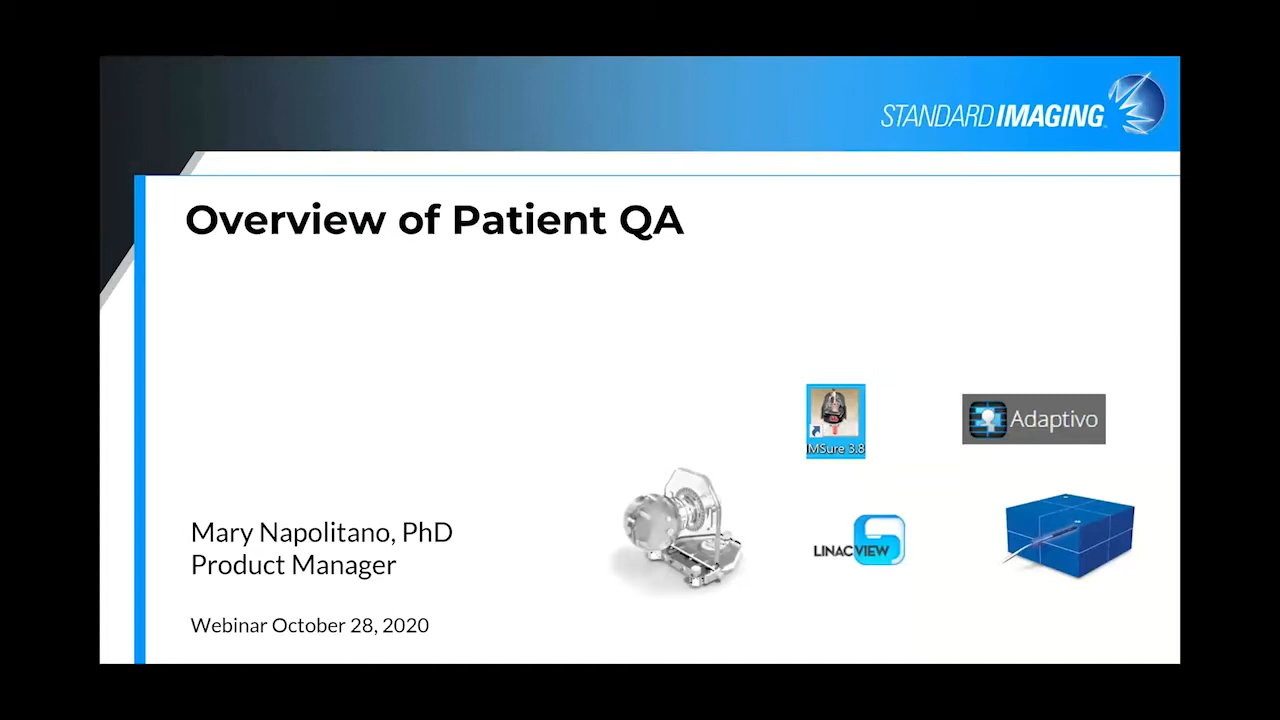 STANDARD IMAGING
Overview of Patient QA
IMSure 3.8
Adaptivo
LINACVIEW
Mary Napolitano, PhD
Product Manager
Webinar October 28, 2020